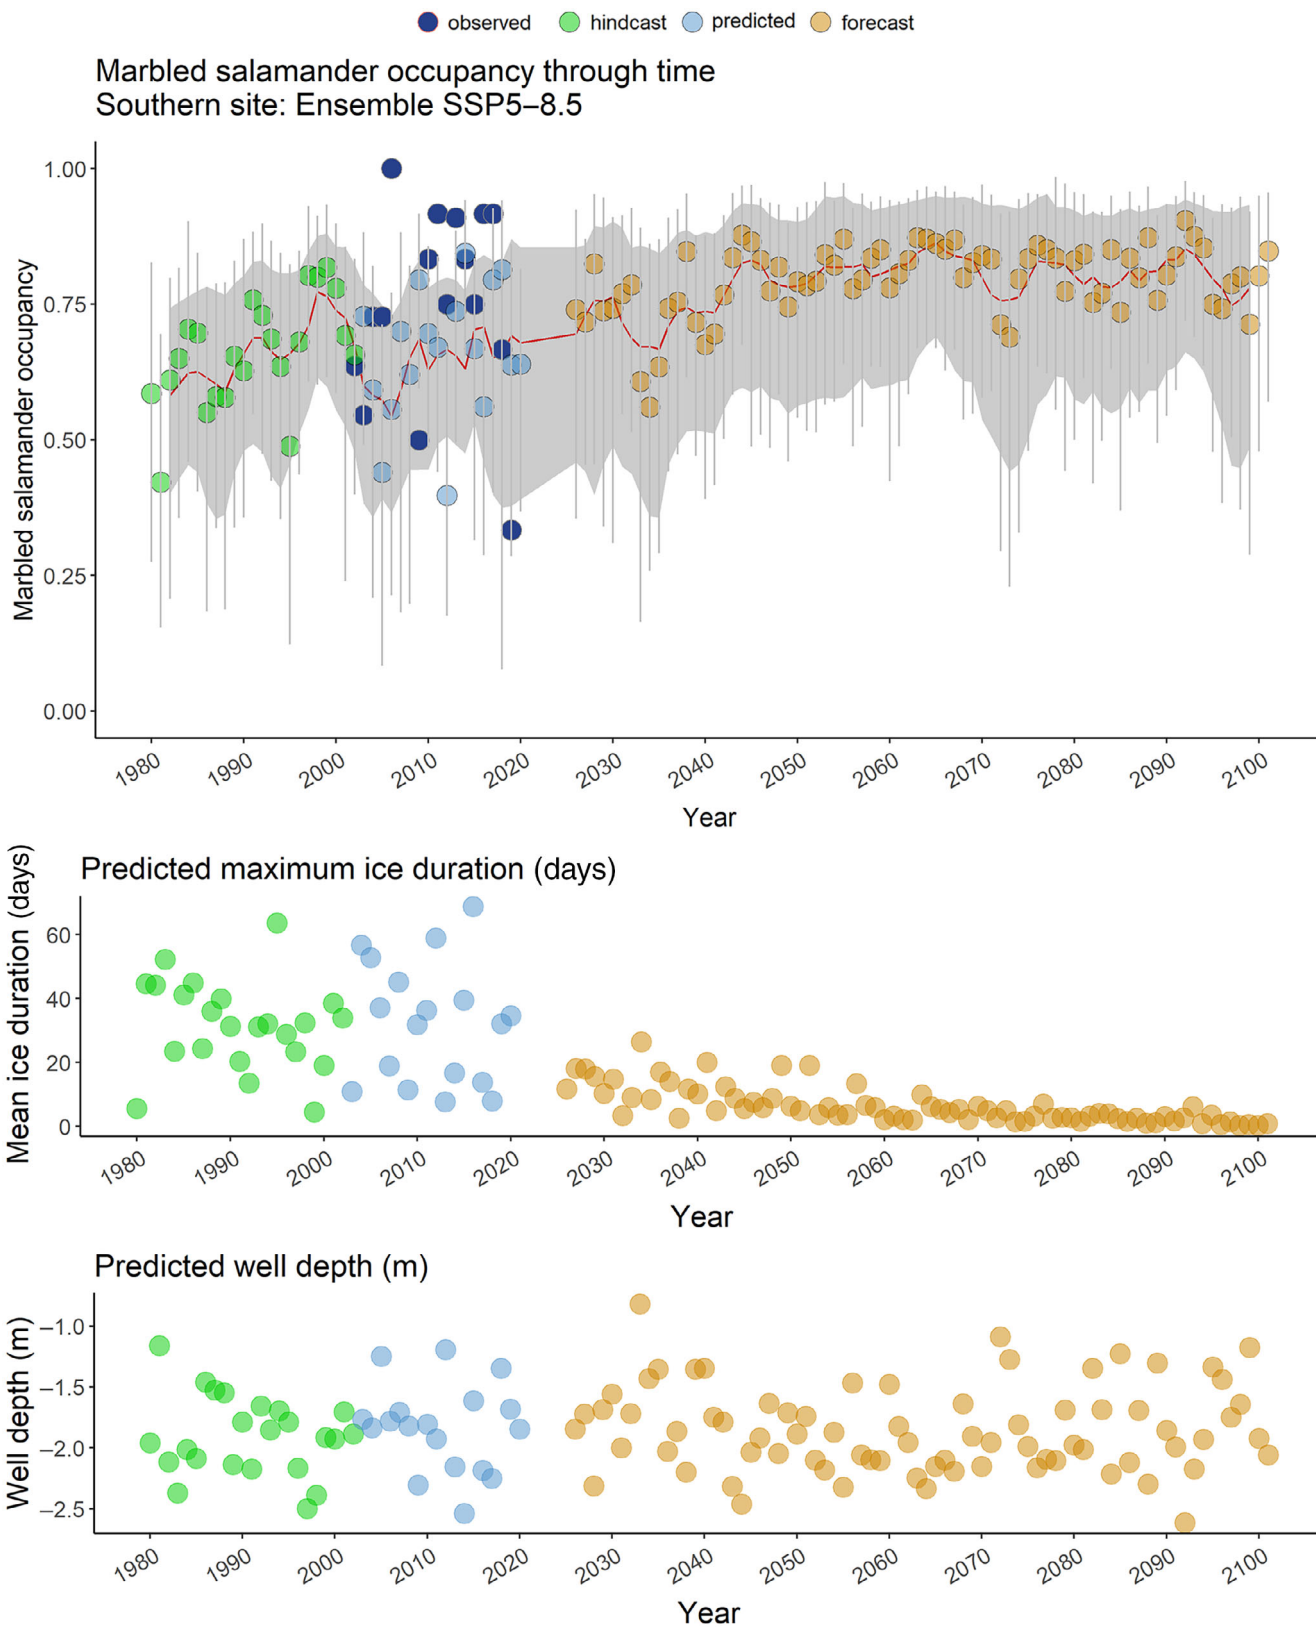 observed hindcast predicted forecast
Marbled salamander occupancy through time
Southern site: Ensemble SSP5–8.5
Marbled salamander occupancy
1.00
0.75
0.50
0.25
0.00
1980 1990 2000 2010 2020 2030 2040 2050 2060 2070 2080 2090 2100
Year
Predicted maximum ice duration (days)
Mean ice duration (days)
60
40
20
0
1980 1990 2000 2010 2020 2030 2040 2050 2060 2070 2080 2090 2100
Year
Predicted well depth (m)
Well depth (m)
–1.0
–1.5
–2.0
–2.5
1980 1990 2000 2010 2020 2030 2040 2050 2060 2070 2080 2090 2100
Year